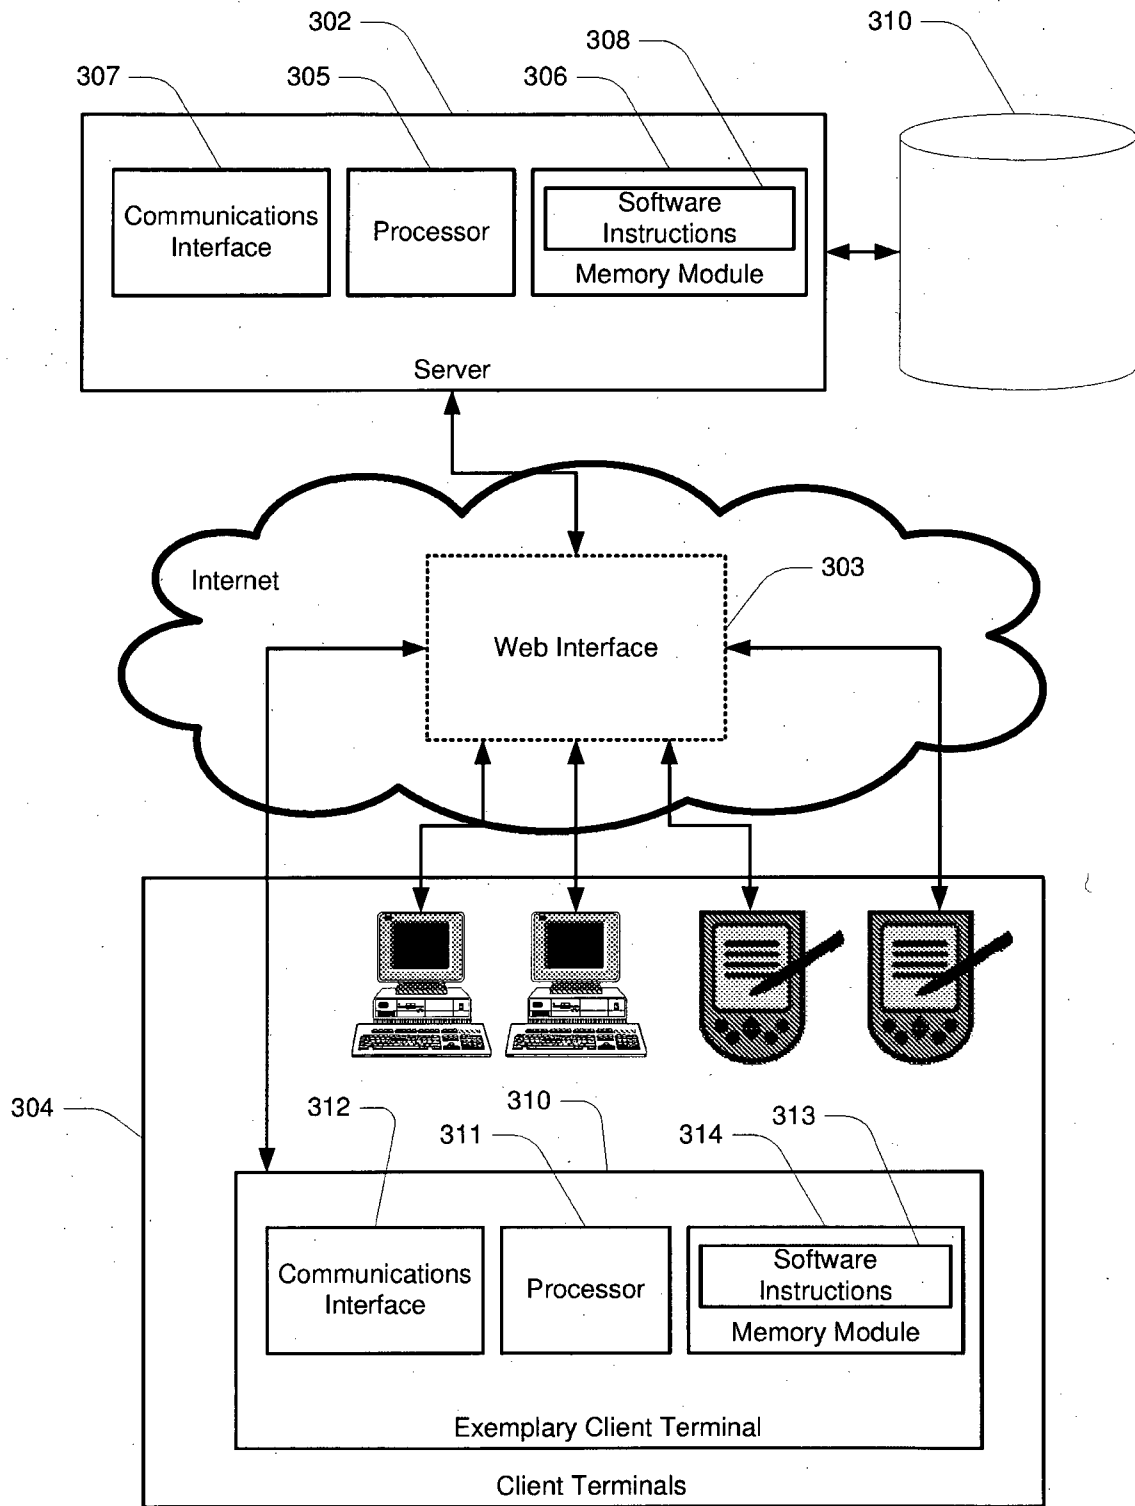 302
308
310
307
305
306
Communications
Interface
Processor
Software
Instructions
Memory Module
Server
Internet
303
Web Interface
304
312
310
313
311
314
Communications
Interface
Processor
Software
Instructions
Memory Module
Exemplary Client Terminal
Client Terminals